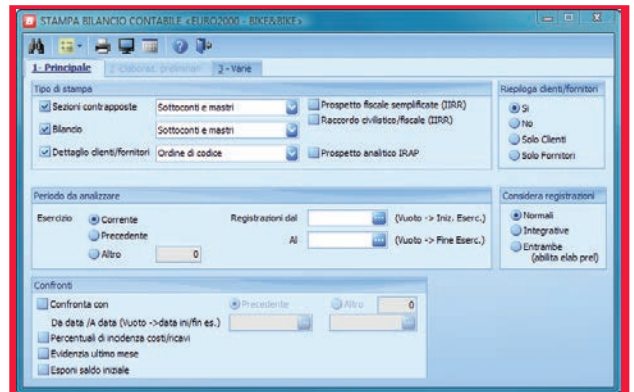 STAMPA BILANCIO CONTABILE <EURO2000 - BIKE&BIKE>
1- Principale 2- Elaboraz. preliminari 3 - Varie
Tipo di stampa
Sezioni contrapposte Sottoconti e mastri
Bilancio Sottoconti e mastri
Dettaglio clienti/fornitori Ordine di codice
Prospetto fiscale semplificate (IIRR)
Raccordo civilistico/fiscale (IIRR)
Prospetto analitico IRAP
Riepiloga clienti/fornitori
Si
No
Solo Clienti
Solo Fornitori
Periodo da analizzare
Esercizio Corrente
Precedente
Altro 0
Registrazioni dal (Vuoto -> Iniz. Eserc.)
Al (Vuoto -> Fine Eserc.)
Considera registrazioni
Normali
Integrative
Entrambe
(abilita elab prel)
Confronti
Confronta con Precedente Altro 0
Da data /A data (Vuoto ->data ini/fin es.)
Percentuali di incidenza costi/ricavi
Evidenzia ultimo mese
Esponi saldo iniziale